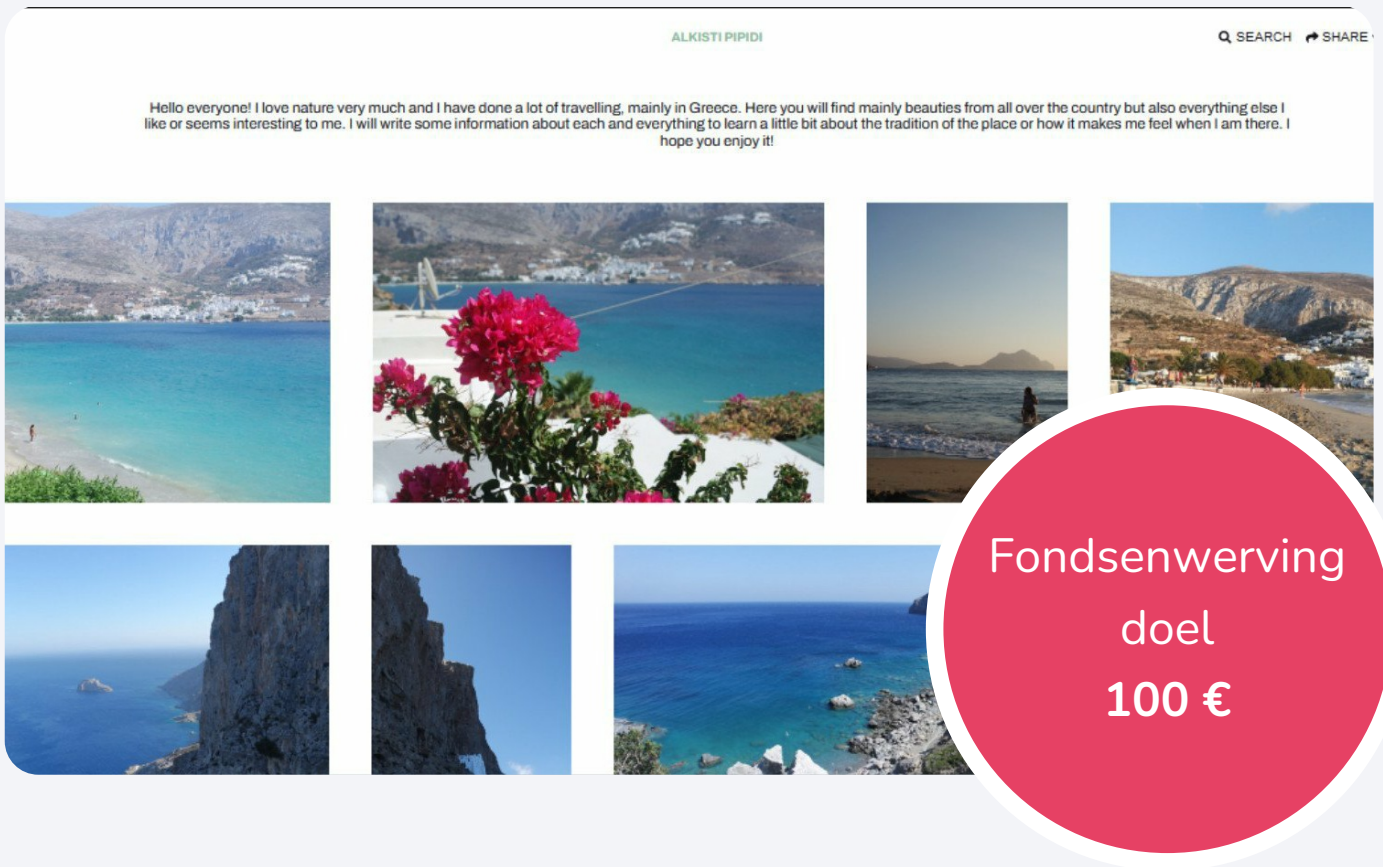 ALKISTI PIPIDI
SEARCH
SHARE
Hello everyone! I love nature very much and I have done a lot of travelling, mainly in Greece. Here you will find mainly beauties from all over the country but also everything else I
like or seems interesting to me. I will write some information about each and everything to learn a little bit about the tradition of the place or how it makes me feel when I am there. I
hope you enjoy it!
Fondsenwerving
doel
100 €